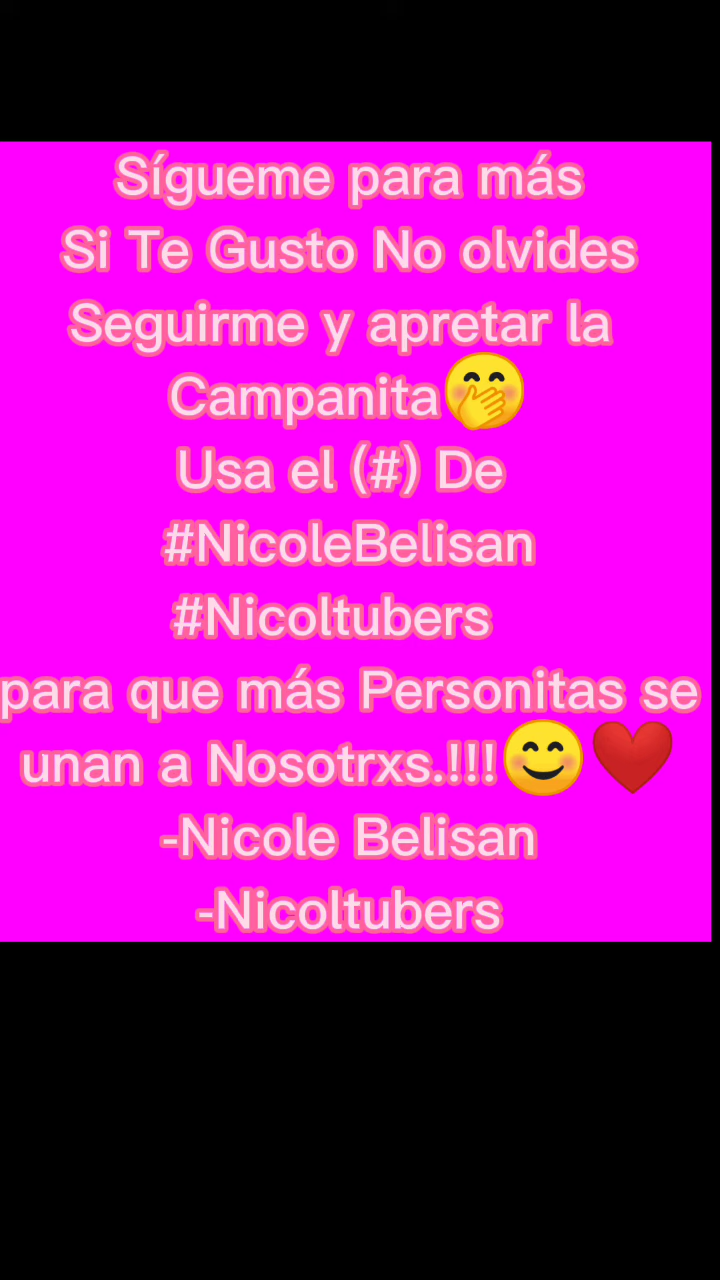 Sígueme para más
Si Te Gusto No olvides
Seguirme y apretar la
Campanita🤭
Usa el (#) De
#NicoleBelisan
#Nicoltubers
para que más Personitas se
unan a Nosotrxs.!!!😊❤️
-Nicole Belisan
-Nicoltubers